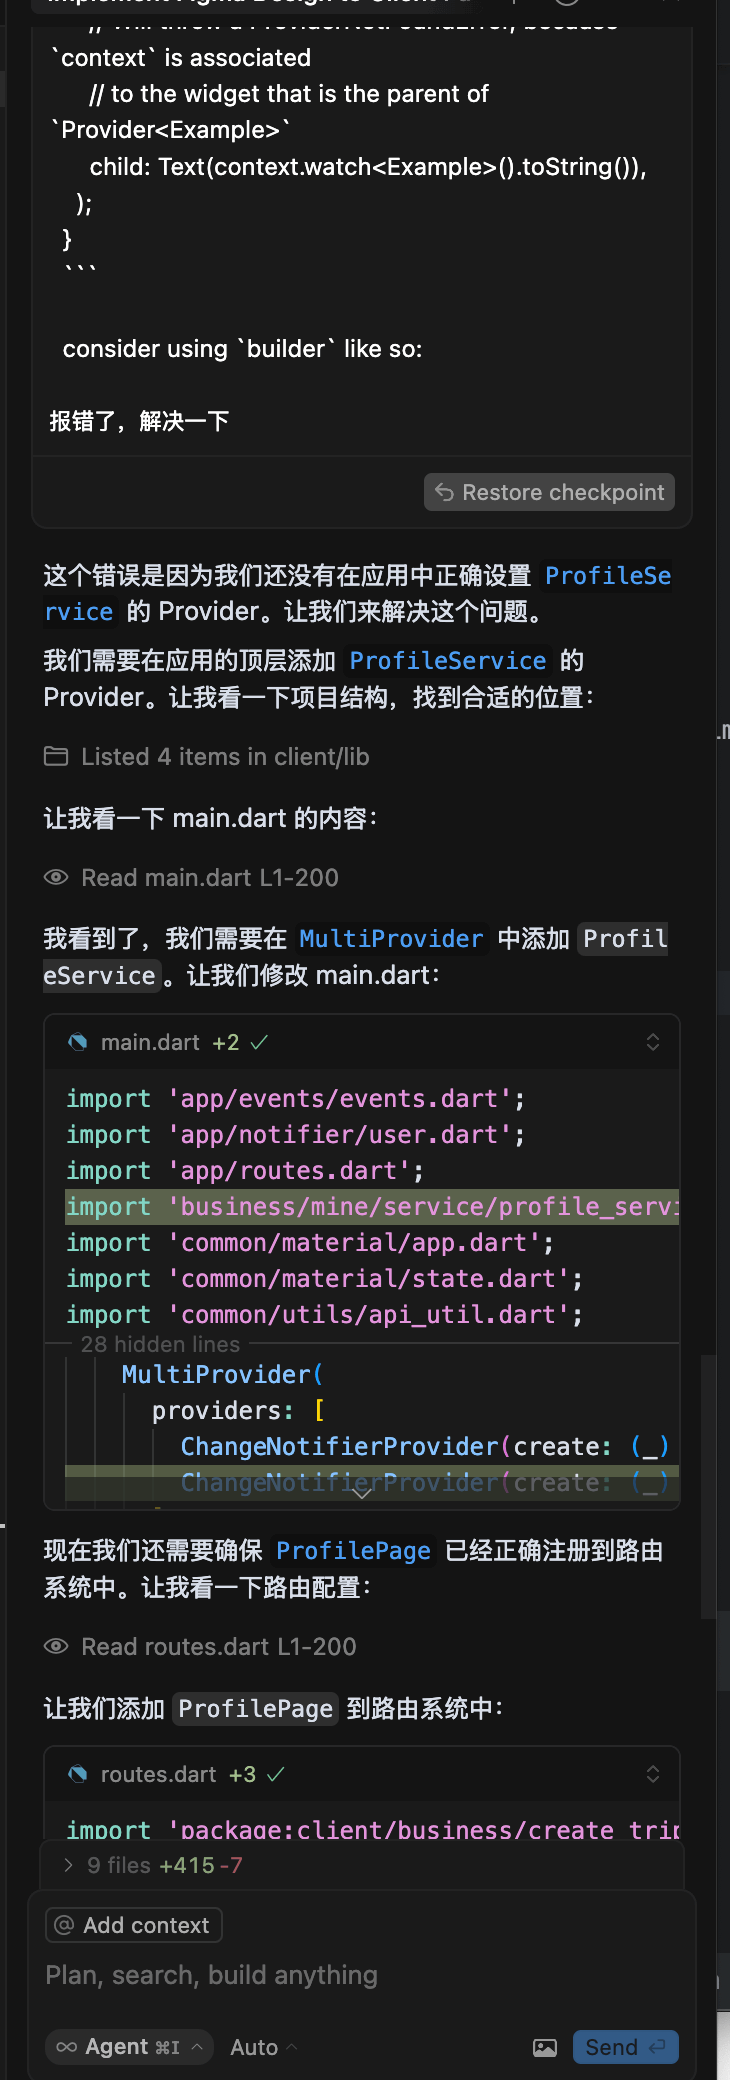 `context` is associated
// to the widget that is the parent of
`Provider<Example>`
child: Text(context.watch<Example>().toString()),
);
}
```
consider using `builder` like so:
报错了，解决一下
Restore checkpoint
这个错误是因为我们还没有在应用中正确设置 ProfileSe
rvice 的 Provider。让我们来解决这个问题。
我们需要在应用的顶层添加 ProfileService 的
Provider。让我看一下项目结构，找到合适的位置：
Listed 4 items in client/lib
让我看一下 main.dart 的内容：
Read main.dart L1-200
我看到了，我们需要在 MultiProvider 中添加 Profil
eService。让我们修改 main.dart：
main.dart +2
import 'app/events/events.dart';
import 'app/notifier/user.dart';
import 'app/routes.dart';
import 'business/mine/service/profile_servi
import 'common/material/app.dart';
import 'common/material/state.dart';
import 'common/utils/api_util.dart';
28 hidden lines
MultiProvider(
providers: [
ChangeNotifierProvider(create: (_)
ChangeNotifierProvider(create: (_)
现在我们还需要确保 ProfilePage 已经正确注册到路由
系统中。让我看一下路由配置：
Read routes.dart L1-200
让我们添加 ProfilePage 到路由系统中：
routes.dart +3
import 'package:client/business/create_trip
9 files +415 -7
@ Add context
Plan, search, build anything
∞ Agent ⌘I
Auto
Send